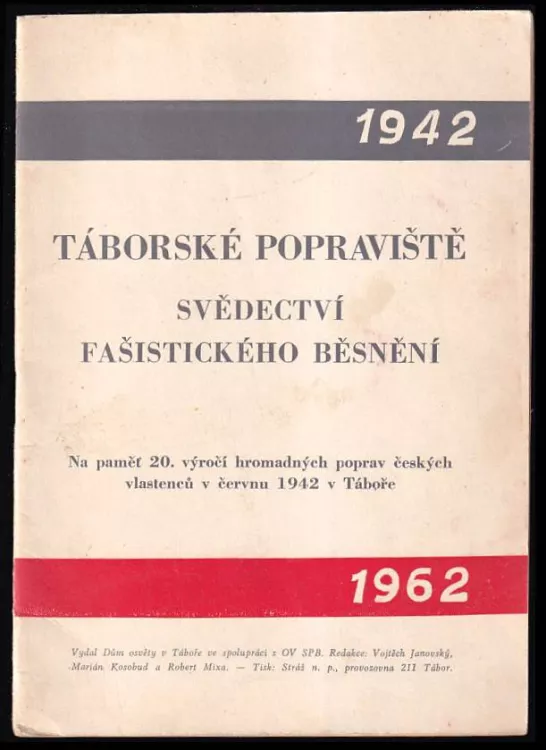 1942
TÁBORSKÉ POPRAVIŠTĚ
SVĚDECTVÍ
FAŠISTICKÉHO BĚSNĚNÍ
Na paměť 20. výročí hromadných poprav českých
vlastenců v červnu 1942 v Táboře
1962
Vydal Dům osvěty v Táboře ve spolupráci s OV SPB. Redakce: Vojtěch Janovský,
Marián Kosobud a Robert Mixa. — Tisk: Stráž n. p., provozovna 211 Tábor.